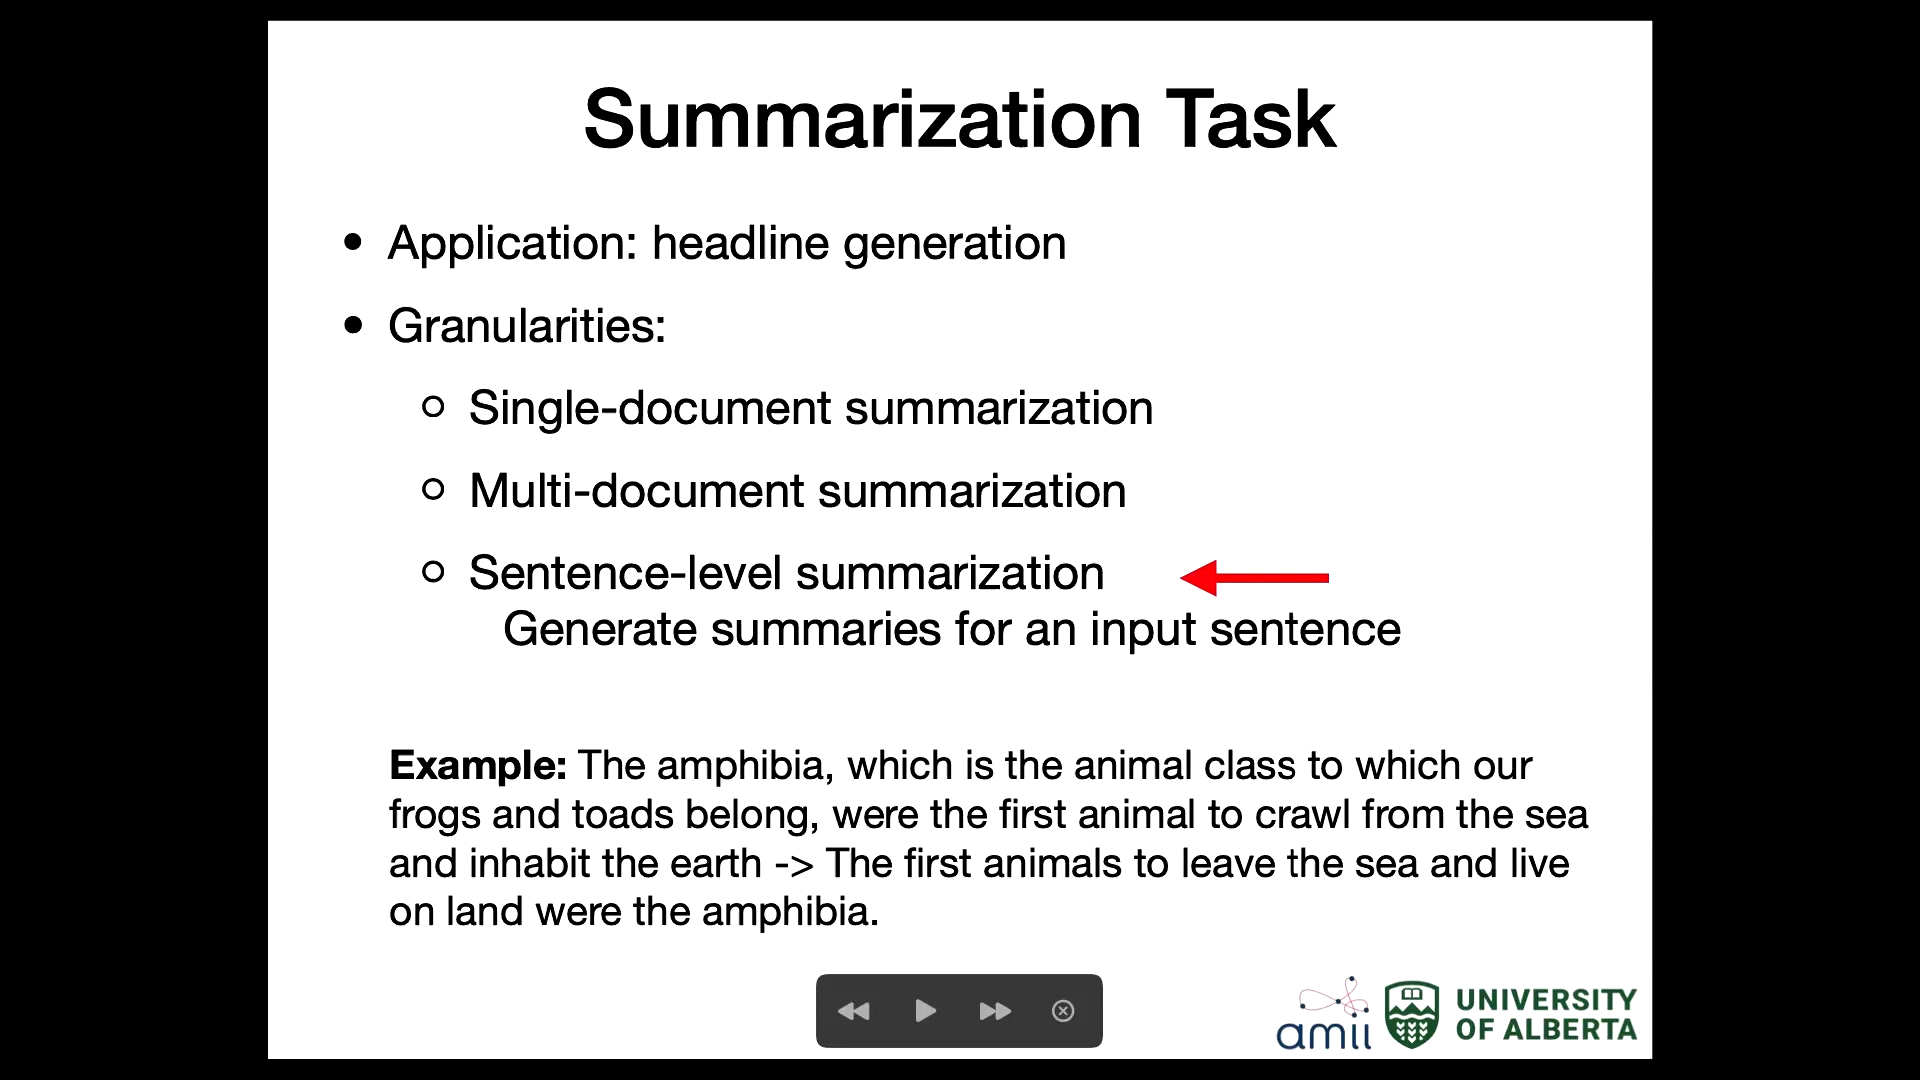 Summarization Task
• Application: headline generation
• Granularities:
○ Single-document summarization
○ Multi-document summarization
○ Sentence-level summarization
Generate summaries for an input sentence
Example: The amphibia, which is the animal class to which our
frogs and toads belong, were the first animal to crawl from the sea
and inhabit the earth -> The first animals to leave the sea and live
on land were the amphibia.
amii
UNIVERSITY
OF ALBERTA